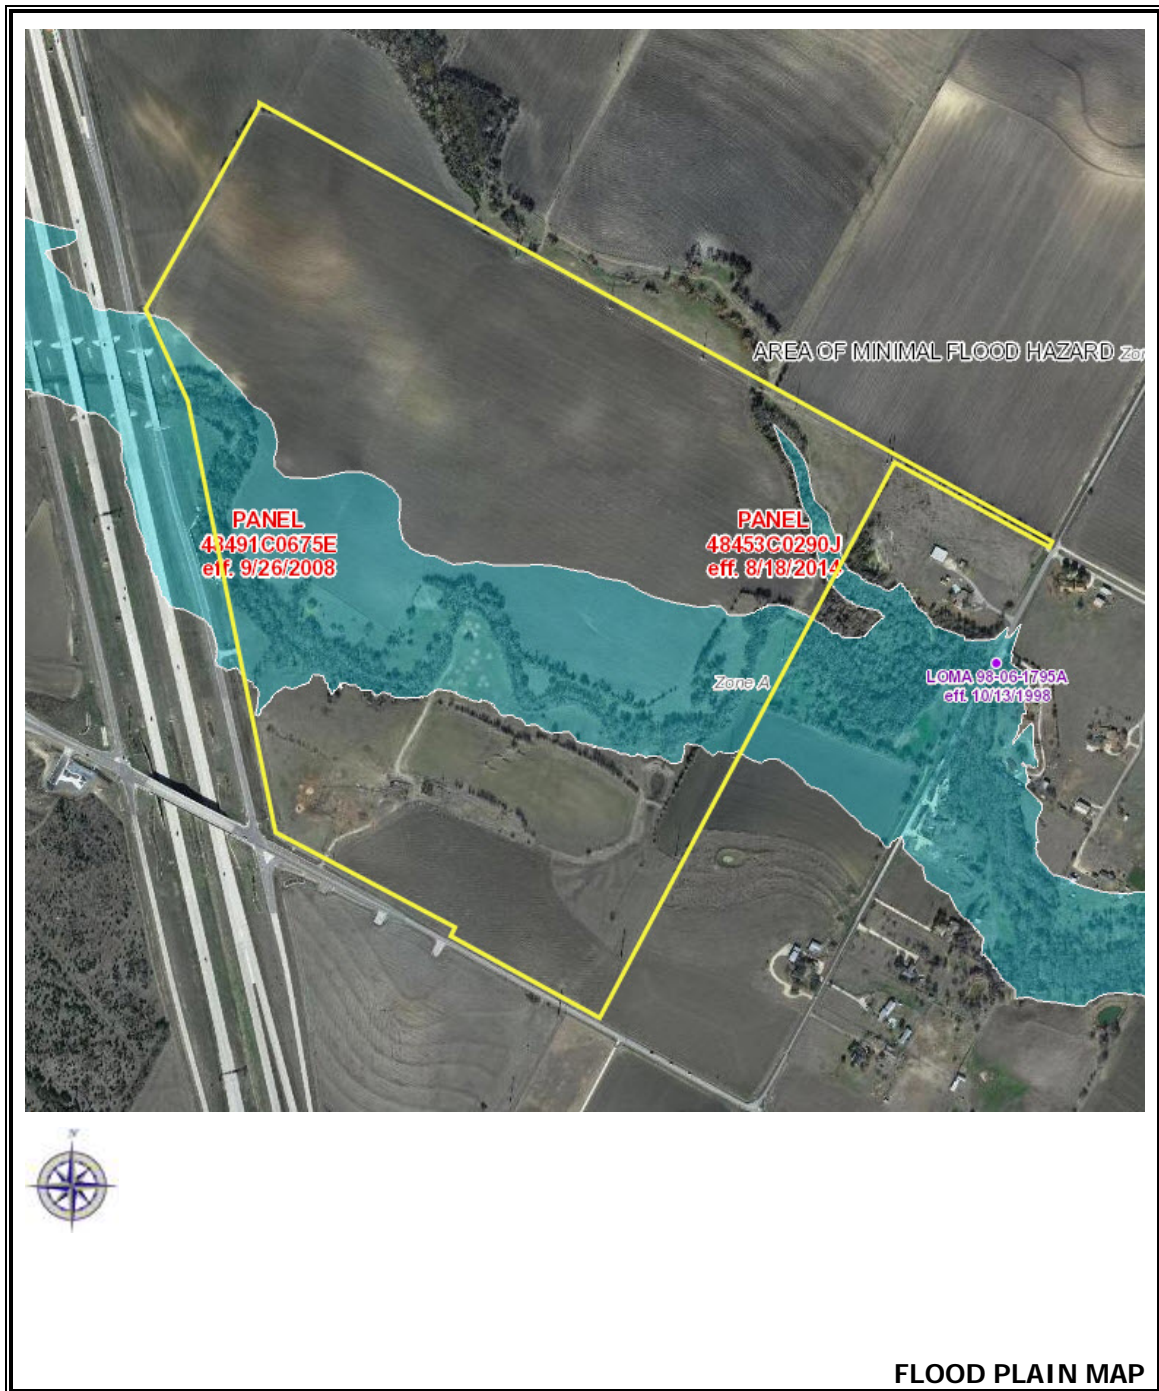 AREA OF MINIMAL FLOOD HAZARD Zon
PANEL
48491C0675E
eff. 9/26/2008
PANEL
48453C0290J
eff. 8/18/2014
Zone A
LOMA 98-06-1795A
eff. 10/13/1998
N
FLOOD PLAIN MAP